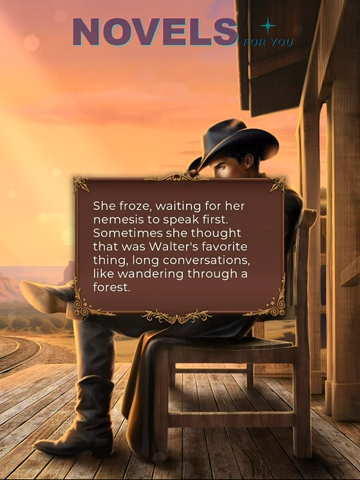 NOVELS
FOR YOU
She froze, waiting for her
nemesis to speak first.
Sometimes she thought
that was Walter's favorite
thing, long conversations,
like wandering through a
forest.